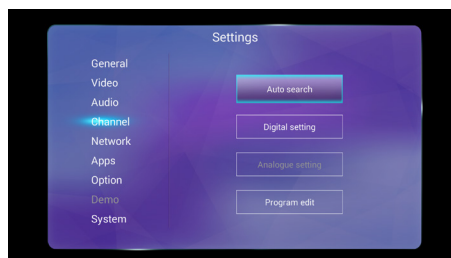 Settings
General
Video
Audio
Channel
Network
Apps
Option
Demo
System
Auto search
Digital setting
Analogue setting
Program edit